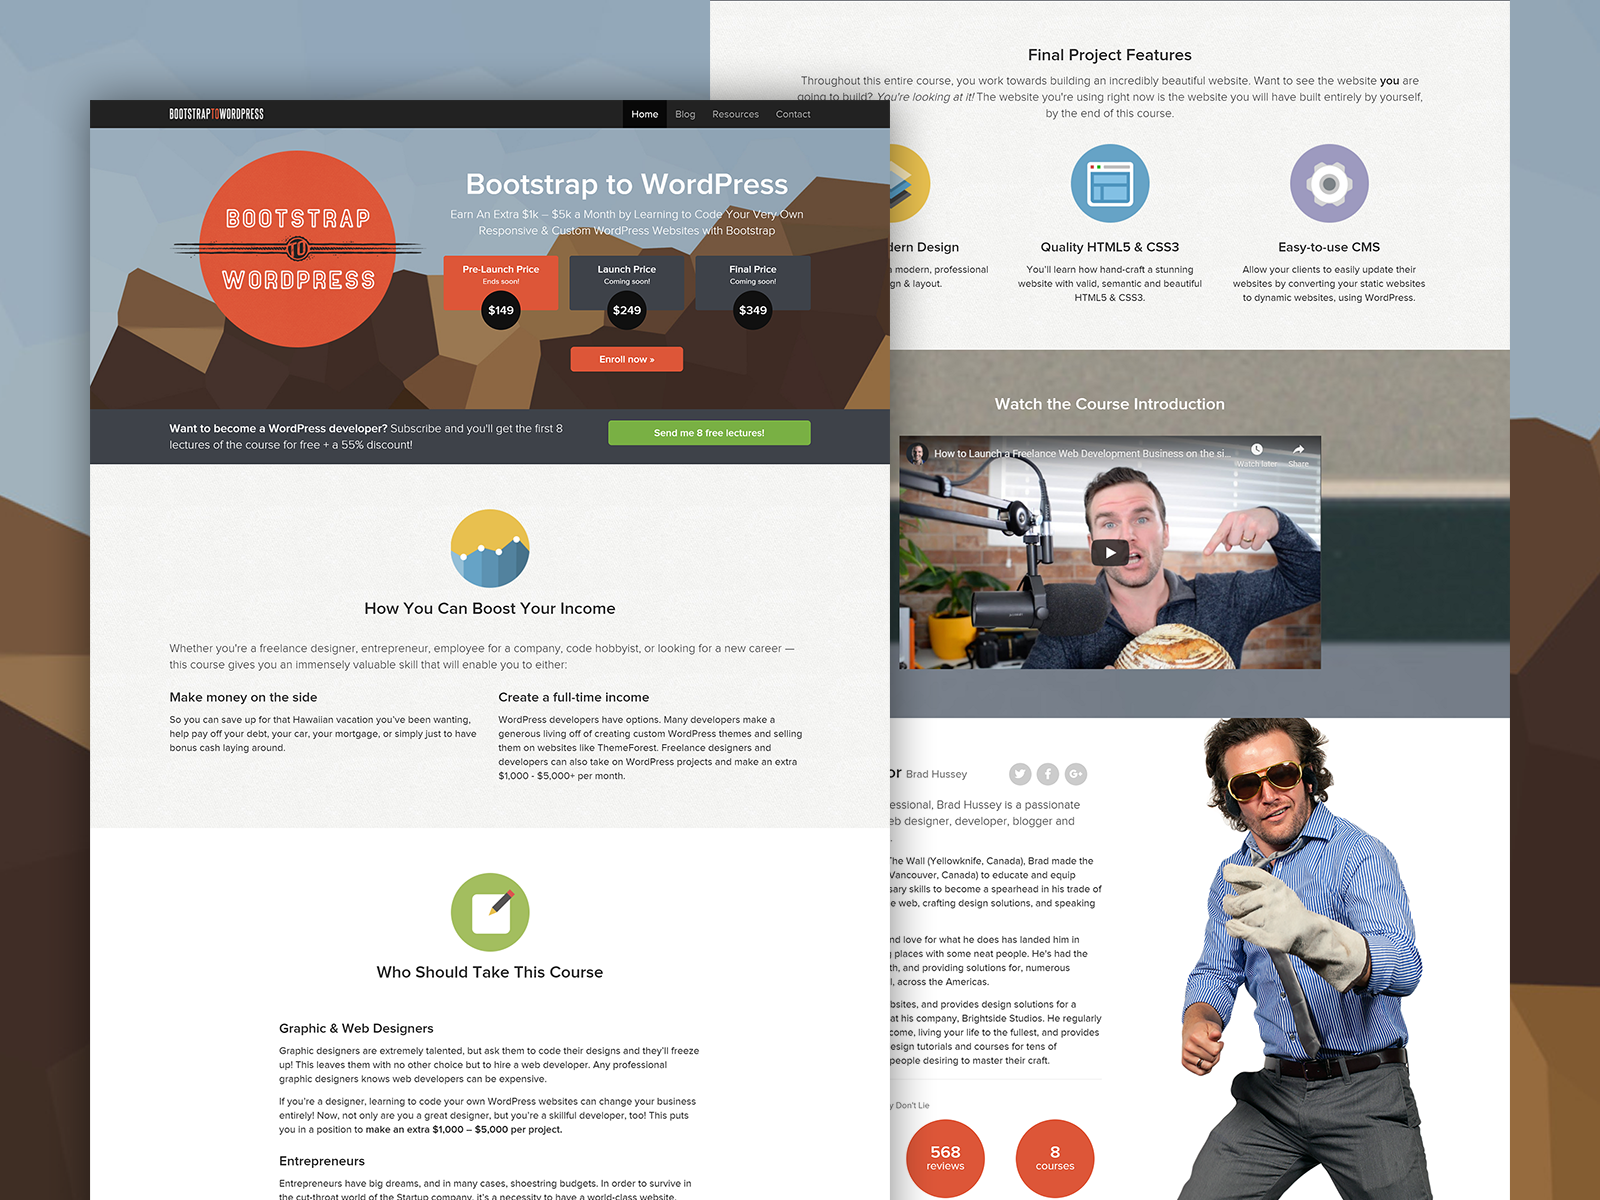 BOOTSTRAPTOWORDPRESS
Home
Blog
Resources
Contact
BOOTSTRAP
TO
WORDPRESS
Bootstrap to WordPress
Earn An Extra $1k – $5k a Month by Learning to Code Your Very Own
Responsive & Custom WordPress Websites with Bootstrap
Pre-Launch Price
Ends soon!
$149
Launch Price
Coming soon!
$249
Final Price
Coming soon!
$349
Enroll now »
Want to become a WordPress developer? Subscribe and you'll get the first 8
lectures of the course for free + a 55% discount!
Send me 8 free lectures!
How You Can Boost Your Income
Whether you're a freelance designer, entrepreneur, employee for a company, code hobbyist, or looking for a new career —
this course gives you an immensely valuable skill that will enable you to either:
Make money on the side
So you can save up for that Hawaiian vacation you've been wanting,
help pay off your debt, your car, your mortgage, or simply just to have
bonus cash laying around.
Create a full-time income
WordPress developers have options. Many developers make a
generous living off of creating custom WordPress themes and selling
them on websites like ThemeForest. Freelance designers and
developers can also take on WordPress projects and make an extra
$1,000 - $5,000+ per month.
Who Should Take This Course
Graphic & Web Designers
Graphic designers are extremely talented, but ask them to code their designs and they'll freeze
up! This leaves them with no other choice but to hire a web developer. Any professional
graphic designers knows web developers can be expensive.
If you're a designer, learning to code your own WordPress websites can change your business
entirely! Now, not only are you a great designer, but you're a skillful developer, too! This puts
you in a position to make an extra $1,000 – $5,000 per project.
Entrepreneurs
Entrepreneurs have big dreams, and in many cases, shoestring budgets. In order to survive in
the cut-throat world of the Startup company, it's a necessity to have a world-class website.
Final Project Features
Throughout this entire course, you work towards building an incredibly beautiful website. Want to see the website you are
going to build? You're looking at it! The website you're using right now is the website you will have built entirely by yourself,
by the end of this course.
dern Design
a modern, professional
gn & layout.
Quality HTML5 & CSS3
You'll learn how hand-craft a stunning
website with valid, semantic and beautiful
HTML5 & CSS3.
Easy-to-use CMS
Allow your clients to easily update their
websites by converting your static websites
to dynamic websites, using WordPress.
Watch the Course Introduction
How to Launch a Freelance Web Development Business on the si...
Watch later
Share
or Brad Hussey
essional, Brad Hussey is a passionate
eb designer, developer, blogger and
.
The Wall (Yellowknife, Canada), Brad made the
Vancouver, Canada) to educate and equip
sary skills to become a spearhead in his trade of
e web, crafting design solutions, and speaking
nd love for what he does has landed him in
g places with some neat people. He's had the
th, and providing solutions for, numerous
l, across the Americas.
bsites, and provides design solutions for a
at his company, Brightside Studios. He regularly
come, living your life to the fullest, and provides
esign tutorials and courses for tens of
people desiring to master their craft.
y Don't Lie
568
reviews
8
courses